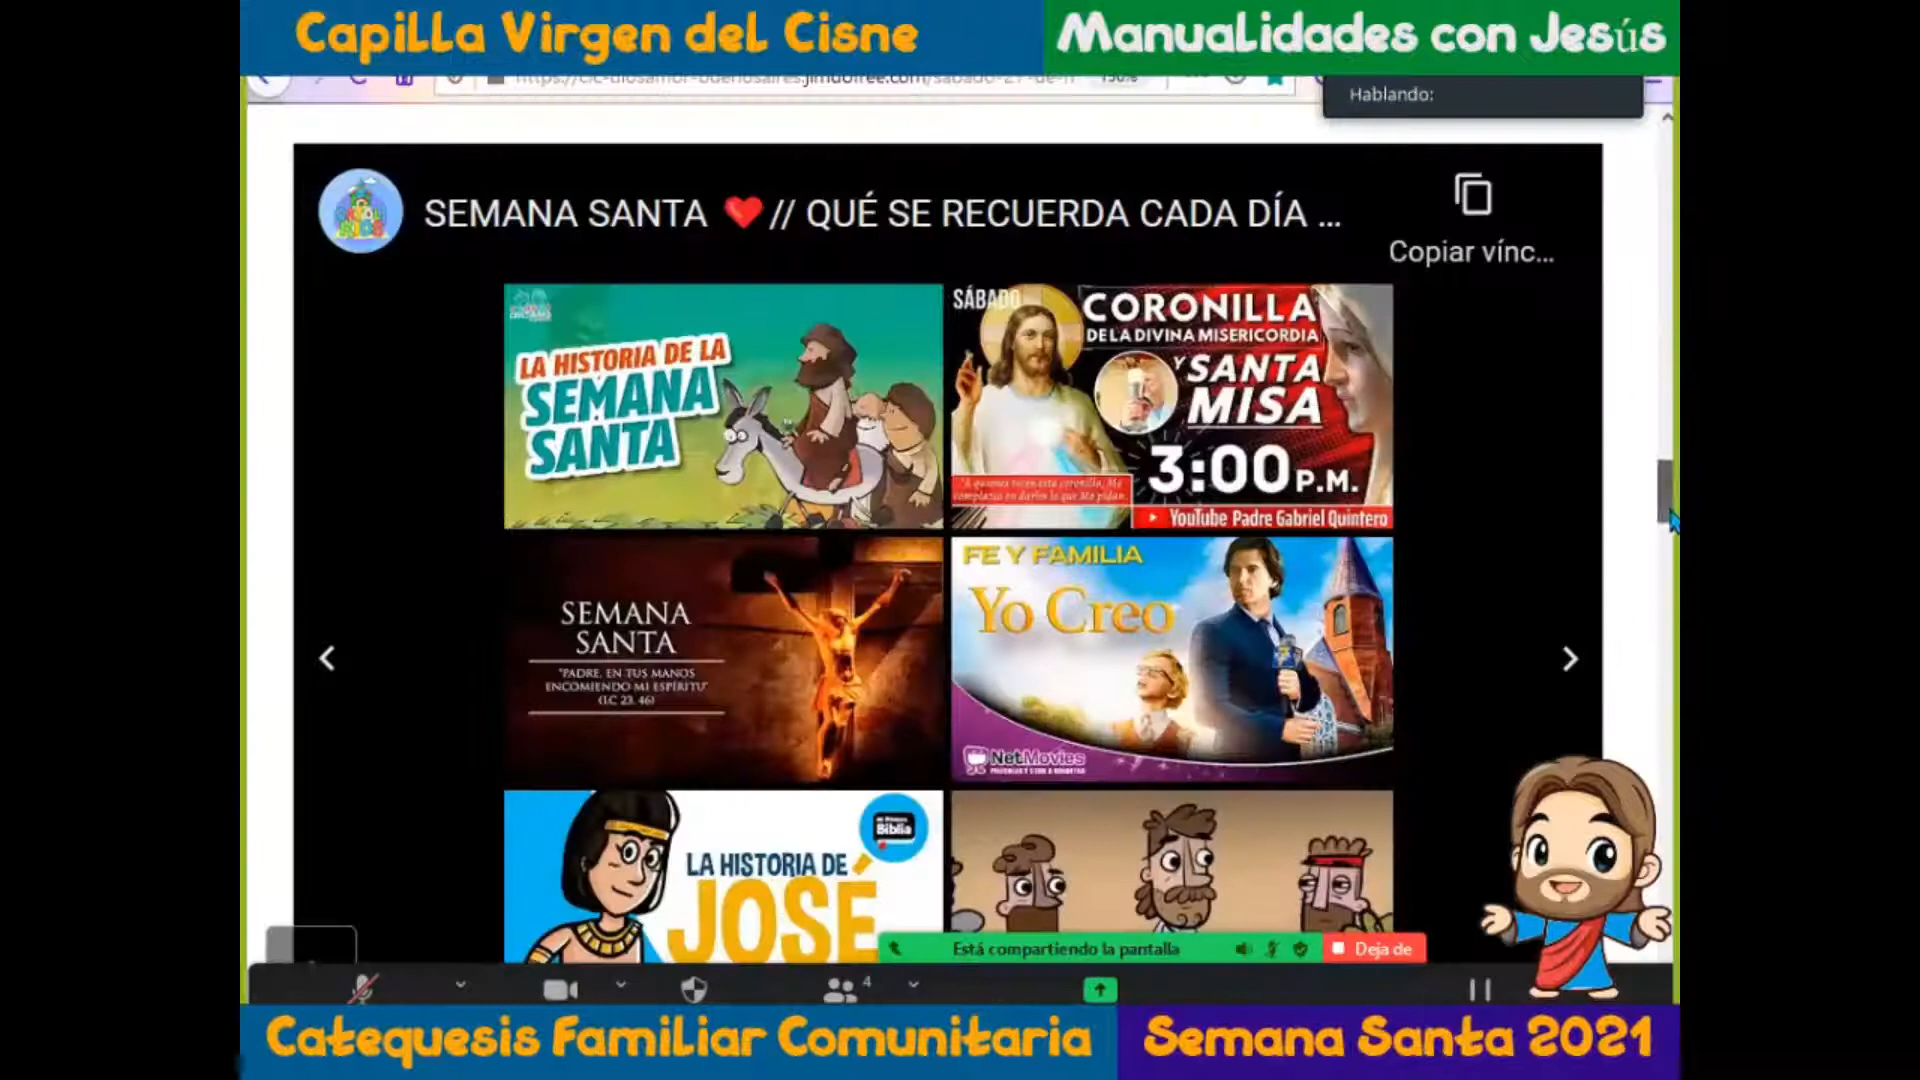 Capilla Virgen del Cisne
Manualidades con Jesús
Hablando:
SEMANA SANTA ❤️ // QUÉ SE RECUERDA CADA DÍA ...
Copiar vínc...
LA HISTORIA DE LA
SEMANA
SANTA
SÁBADO
CORONILLA
DE LA DIVINA MISERICORDIA
Y SANTA
MISA
3:00 P.M.
YouTube Padre Gabriel Quintero
SEMANA
SANTA
"PADRE, EN TUS MANOS
ENCOMIENDO MI ESPÍRITU"
(LC 23, 46)
FE Y FAMILIA
Yo Creo
NetMovies
Biblia
LA HISTORIA DE
JOSÉ
Está compartiendo la pantalla
Deja de
4
Catequesis Familiar Comunitaria
Semana Santa 2021